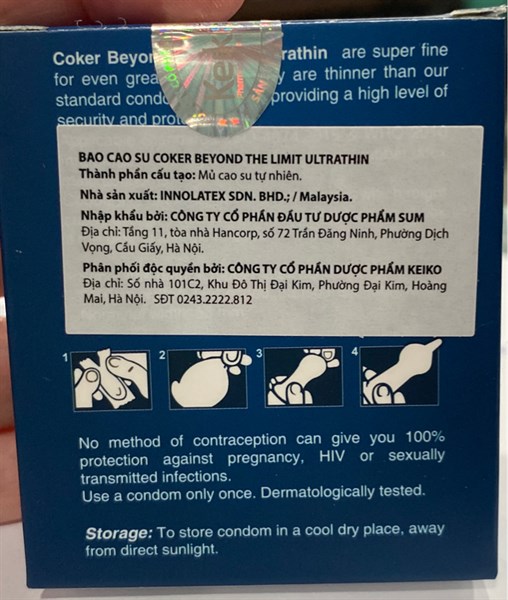 Coker Beyon rathin are super fine
for even grea y are thinner than our
standard condo providing a high level of
security and prot
BAO CAO SU COKER BEYOND THE LIMIT ULTRATHIN
Thành phần cấu tạo: Mủ cao su tự nhiên.
Nhà sản xuất: INNOLATEX SDN. BHD.; / Malaysia.
Nhập khẩu bởi: CÔNG TY CỔ PHẦN ĐẦU TƯ DƯỢC PHẨM SUM
Địa chỉ: Tầng 11, tòa nhà Hancorp, số 72 Trần Đăng Ninh, Phường Dịch
Vọng, Cầu Giấy, Hà Nội.
Phân phối độc quyền bởi: CÔNG TY CỔ PHẦN DƯỢC PHẨM KEIKO
Địa chỉ: Số nhà 101C2, Khu Đô Thị Đại Kim, Phường Đại Kim, Hoàng
Mai, Hà Nội. SĐT 0243.2222.812
1 2 3 4
No method of contraception can give you 100%
protection against pregnancy, HIV or sexually
transmitted infections.
Use a condom only once. Dermatologically tested.
Storage: To store condom in a cool dry place, away
from direct sunlight.